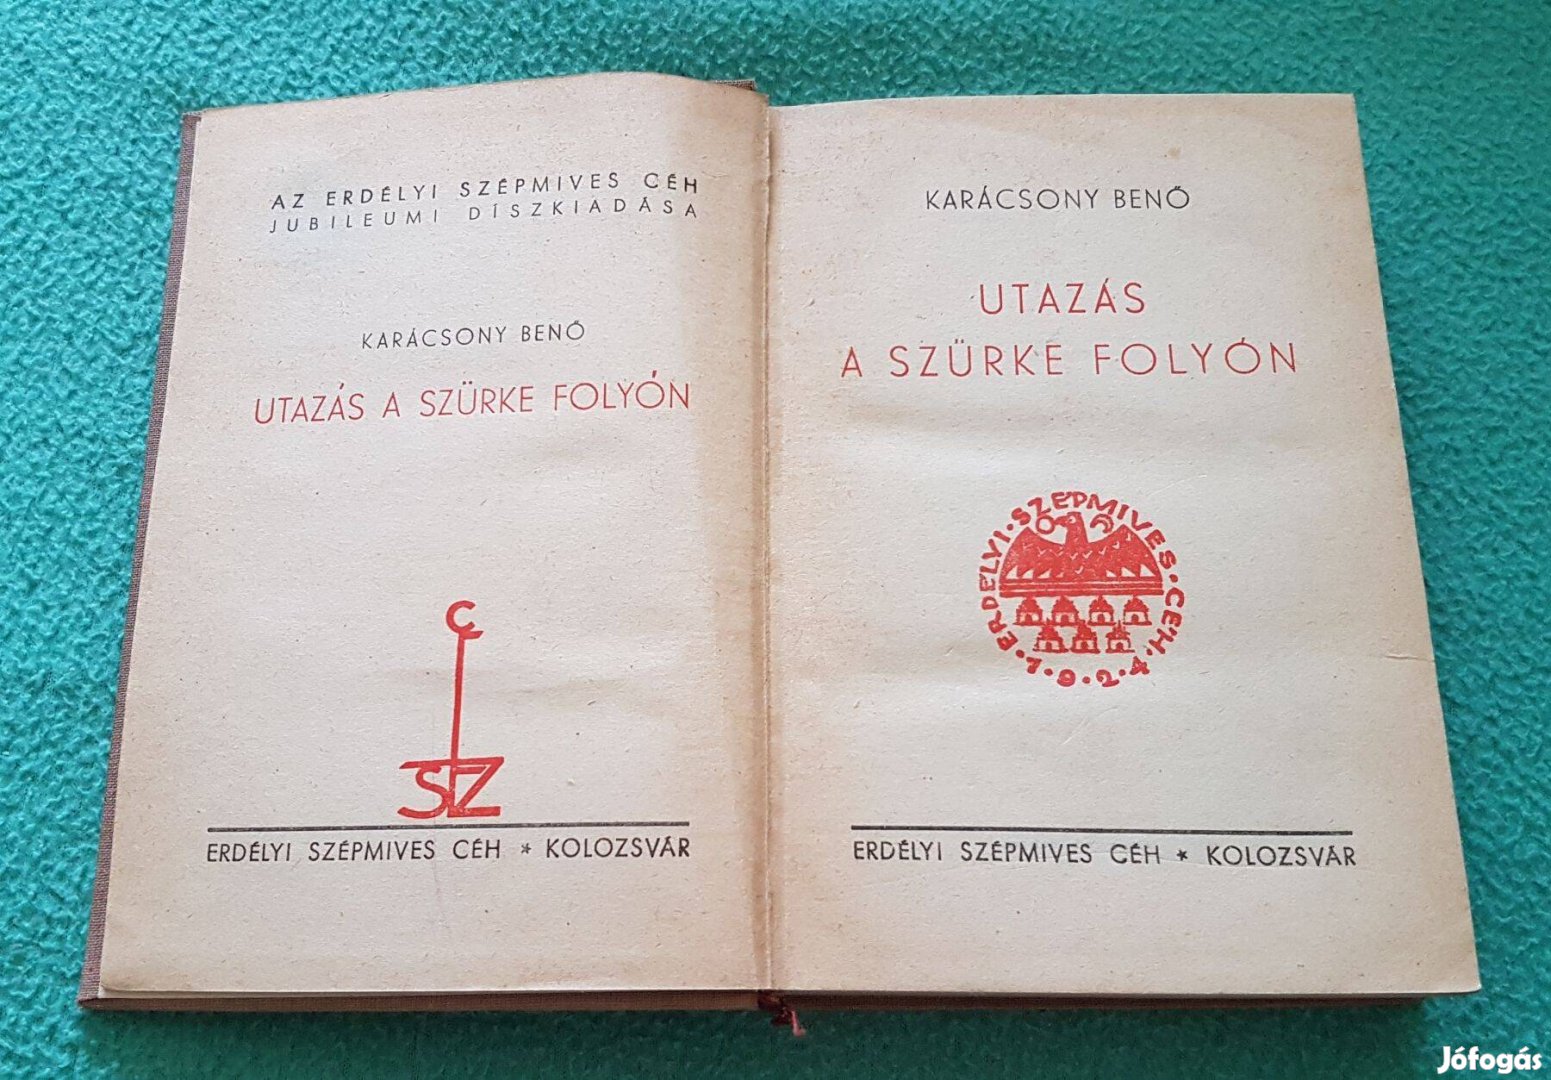 AZ ERDÉLYI SZÉPMIVES CÉH
JUBILEUMI DÍSZKIADÁSA
KARÁCSONY BENŐ
UTAZÁS A SZÜRKE FOLYÓN
C
SZ
ERDÉLYI SZÉPMIVES CÉH * KOLOZSVÁR
KARÁCSONY BENŐ
UTAZÁS
A SZÜRKE FOLYÓN
ERDÉLYI·SZÉPMIVES·CÉH·
1·9·2·4
ERDÉLYI SZÉPMIVES CÉH * KOLOZSVÁR
Jófogás